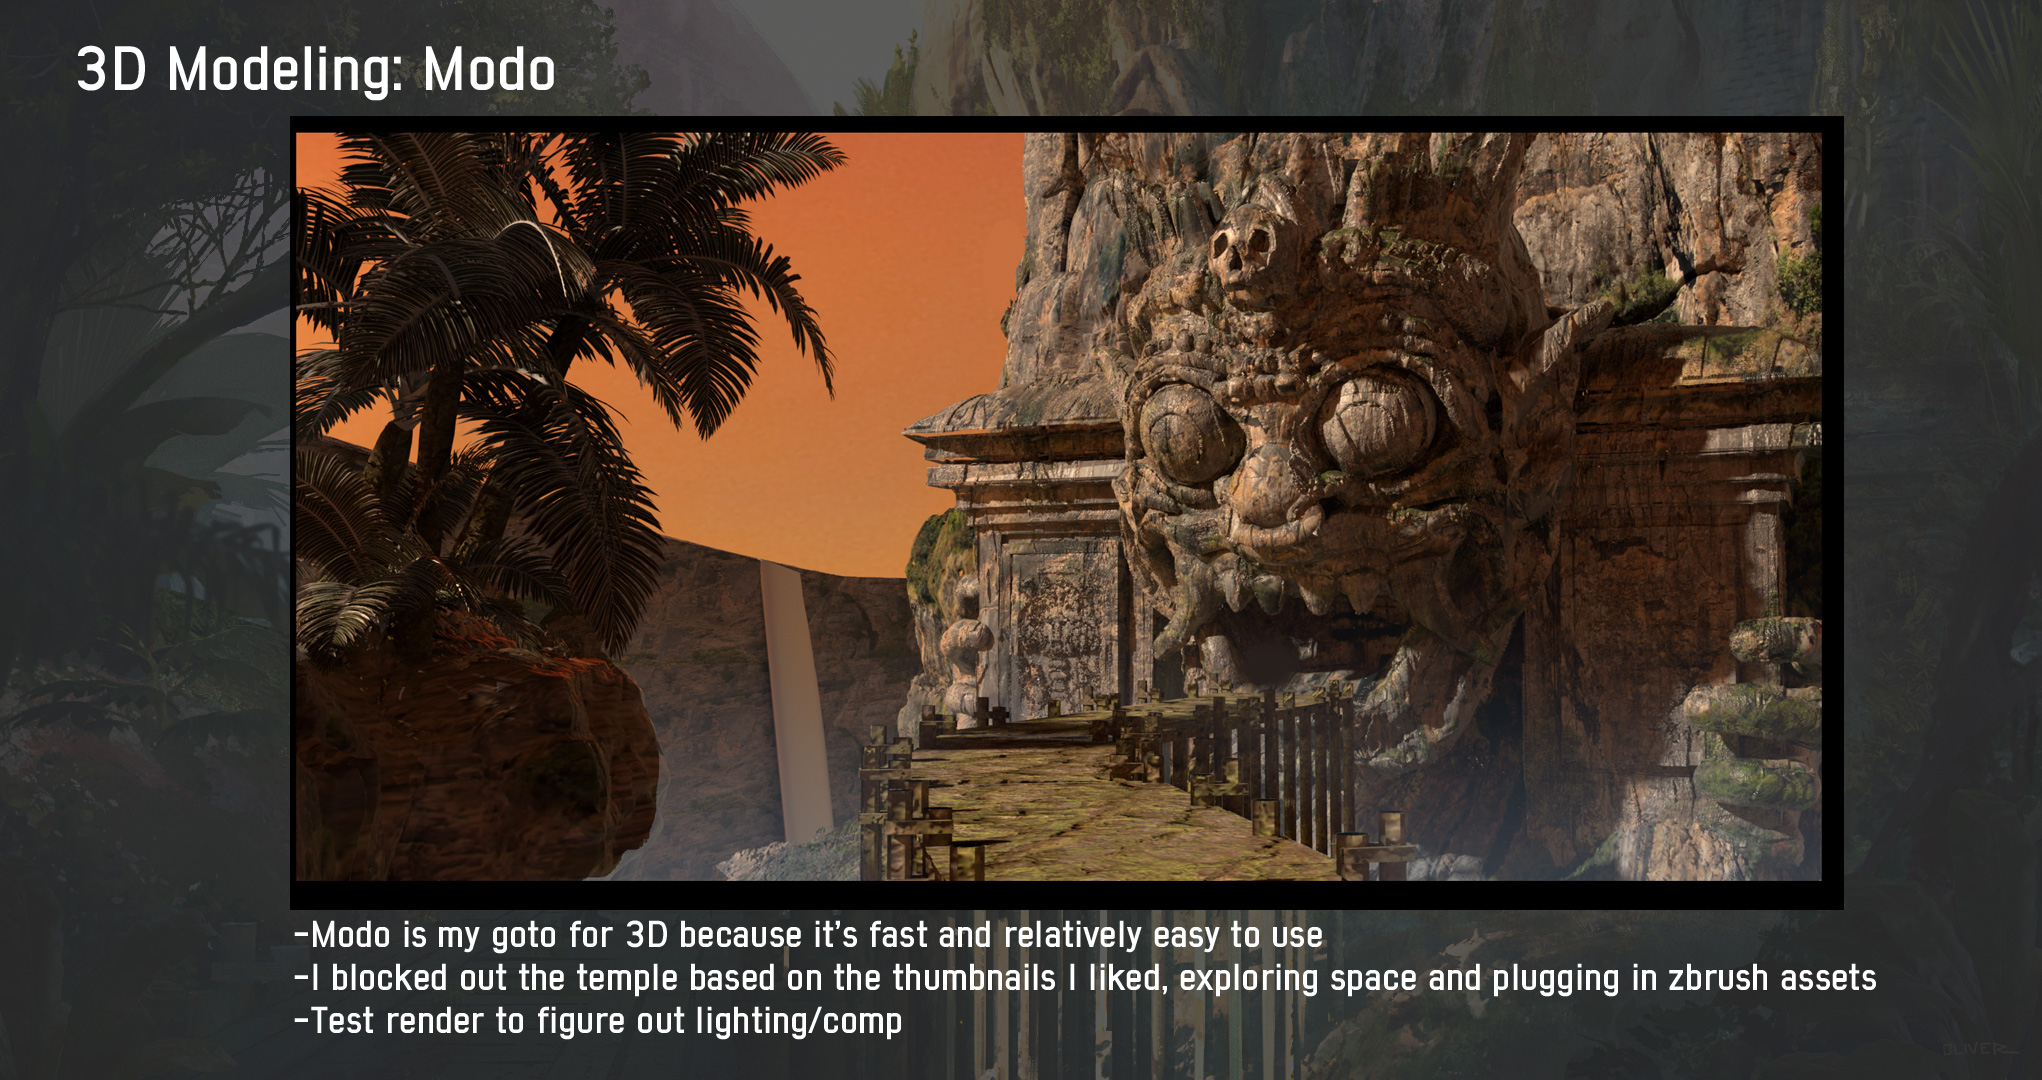 3D Modeling: Modo
-Modo is my goto for 3D because it's fast and relatively easy to use
-I blocked out the temple based on the thumbnails I liked, exploring space and plugging in zbrush assets
-Test render to figure out lighting/comp
OLIVER